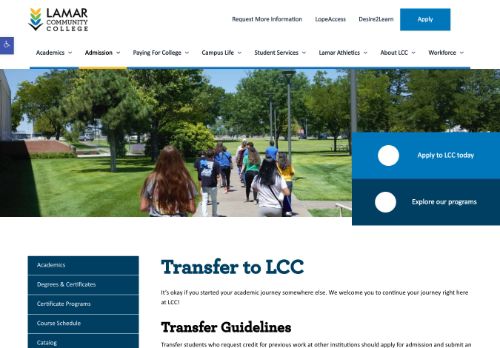 LAMAR
COMMUNITY
COLLEGE
Request More Information LopeAccess Desire2Learn Apply
Academics Admission Paying For College Campus Life Student Services Lamar Athletics About LCC Workforce
Apply to LCC today
Explore our programs
Academics
Degrees & Certificates
Certificate Programs
Course Schedule
Catalog
Transfer to LCC
It's okay if you started your academic journey somewhere else. We welcome you to continue your journey right here
at LCC!
Transfer Guidelines
Transfer students who request credit for previous work at other institutions should apply for admission and submit an